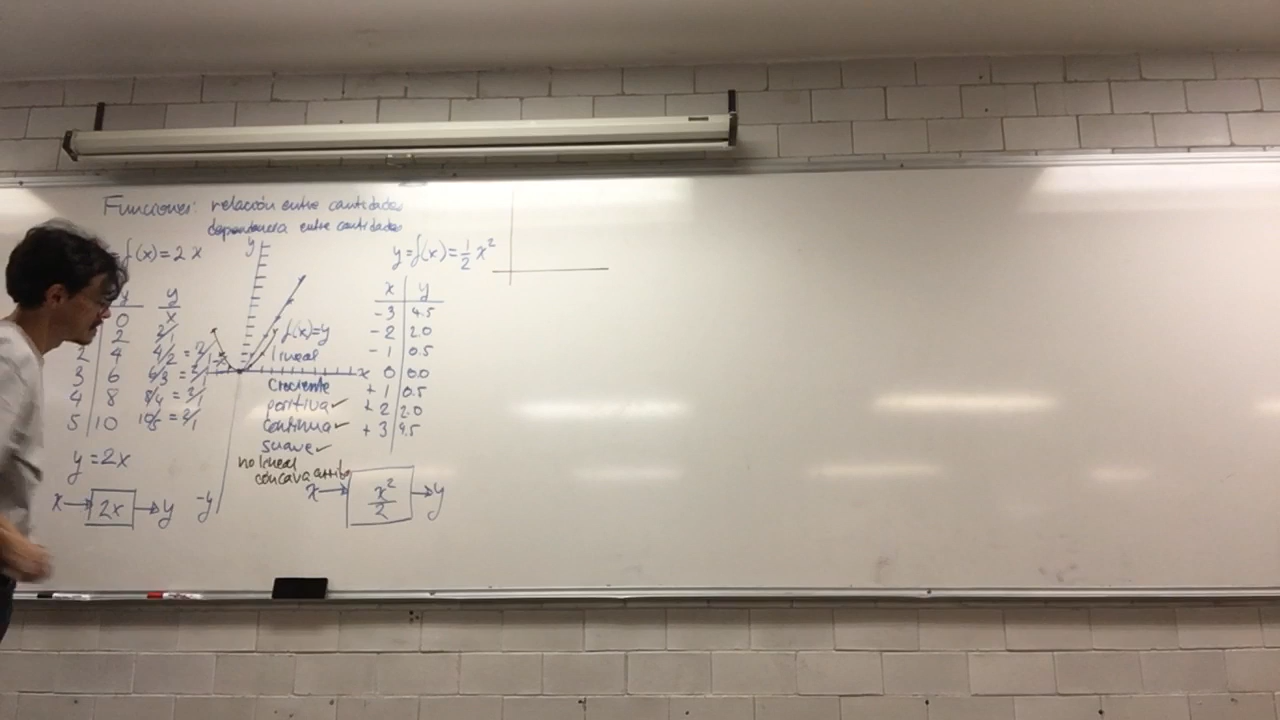 Funciones: relación entre cantidades
dependencia entre cantidades
=f(x)=2x
y
x
0 2/1
2 4/2 = 2/1
2 4 6/3 = 2/1
3 6 8/4 = 2/1
4 8 10/5 = 2/1
5 10
y=2x
x → 2x → y
y
x
-y
f(x)=y
lineal
Creciente
positiva ✓
continua ✓
suave ✓
no lineal
cóncava arriba
y=f(x)=1/2 x²
x y
-3 4.5
-2 2.0
-1 0.5
0 0.0
+1 0.5
+2 2.0
+3 4.5
x → x²/2 → y